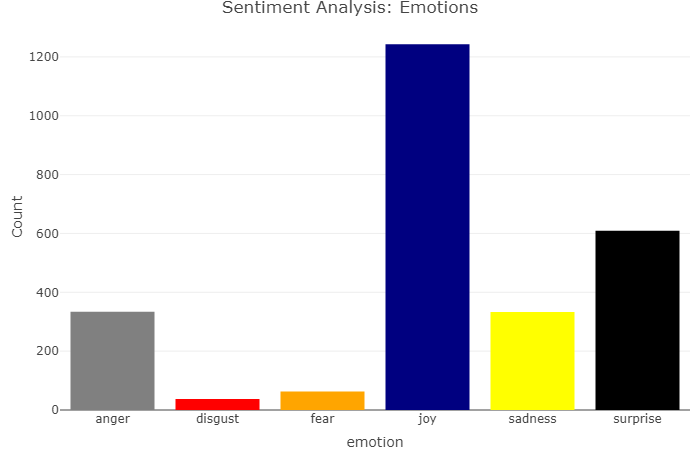 Sentiment Analysis: Emotions
Count
1200
1000
800
600
400
200
0
anger disgust fear joy sadness surprise
emotion